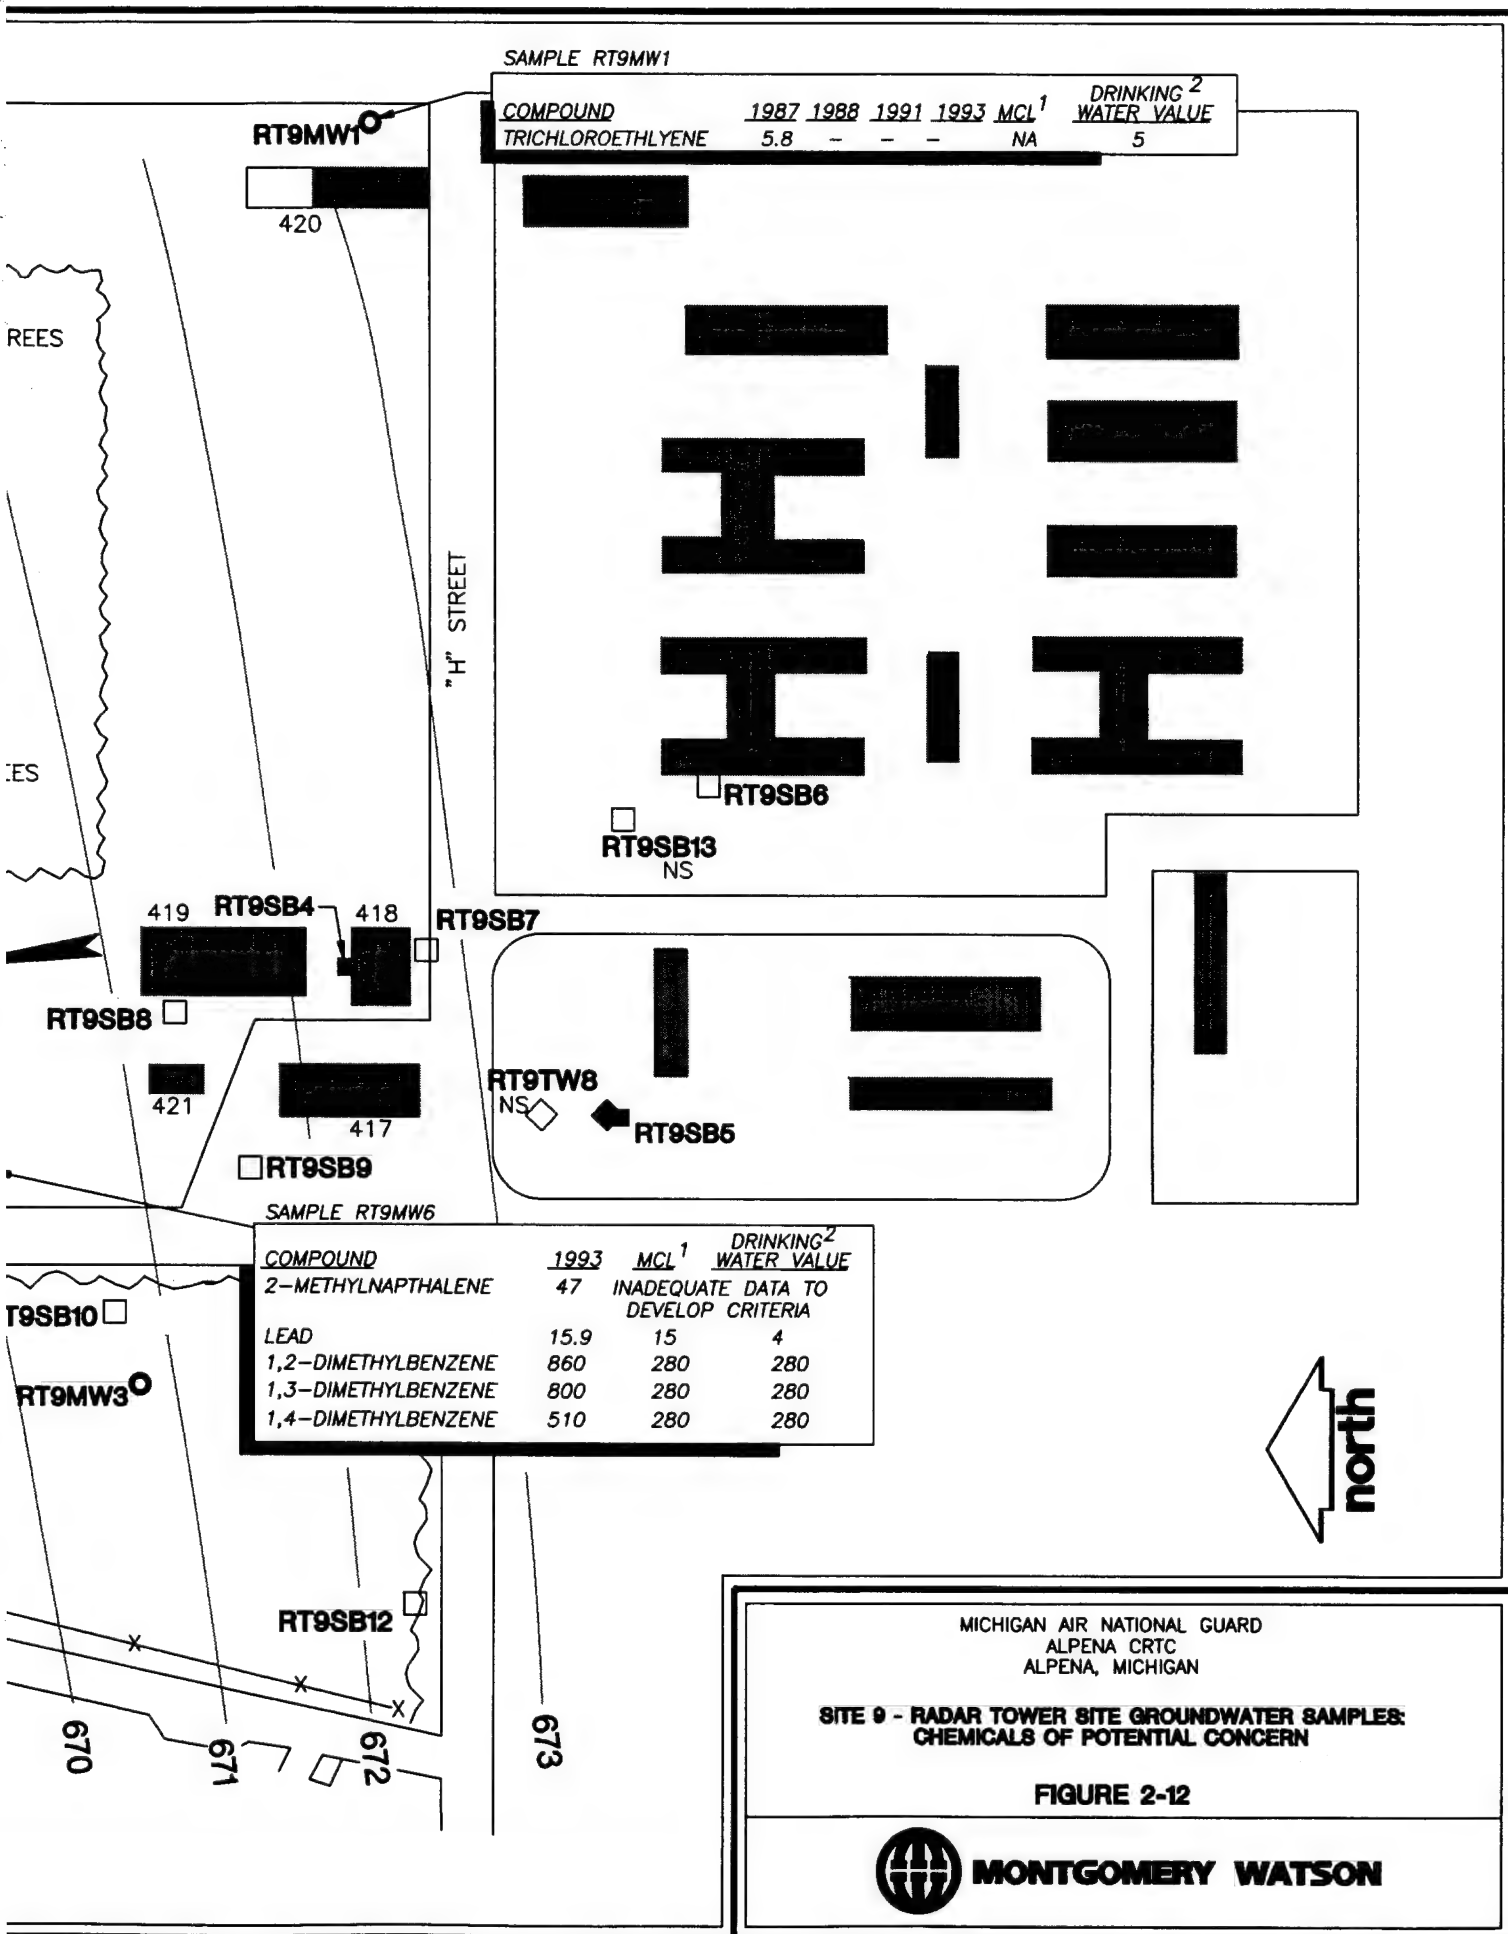 SAMPLE RT9MW1
COMPOUND 1987 1988 1991 1993 MCL1 DRINKING2 WATER VALUE
TRICHLOROETHLYENE 5.8 – – – NA 5
RT9MW1
420
REES
"H" STREET
EES
RT9SB6
RT9SB13
NS
419
RT9SB4
418
RT9SB7
RT9SB8
421
417
RT9TW8
NS
RT9SB5
RT9SB9
SAMPLE RT9MW6
COMPOUND 1993 MCL1 DRINKING2 WATER VALUE
2-METHYLNAPTHALENE 47 INADEQUATE DATA TO
DEVELOP CRITERIA
LEAD 15.9 15 4
1,2-DIMETHYLBENZENE 860 280 280
1,3-DIMETHYLBENZENE 800 280 280
1,4-DIMETHYLBENZENE 510 280 280
T9SB10
RT9MW3
north
RT9SB12
670
671
672
673
MICHIGAN AIR NATIONAL GUARD
ALPENA CRTC
ALPENA, MICHIGAN
SITE 9 - RADAR TOWER SITE GROUNDWATER SAMPLES:
CHEMICALS OF POTENTIAL CONCERN
FIGURE 2-12
MONTGOMERY WATSON